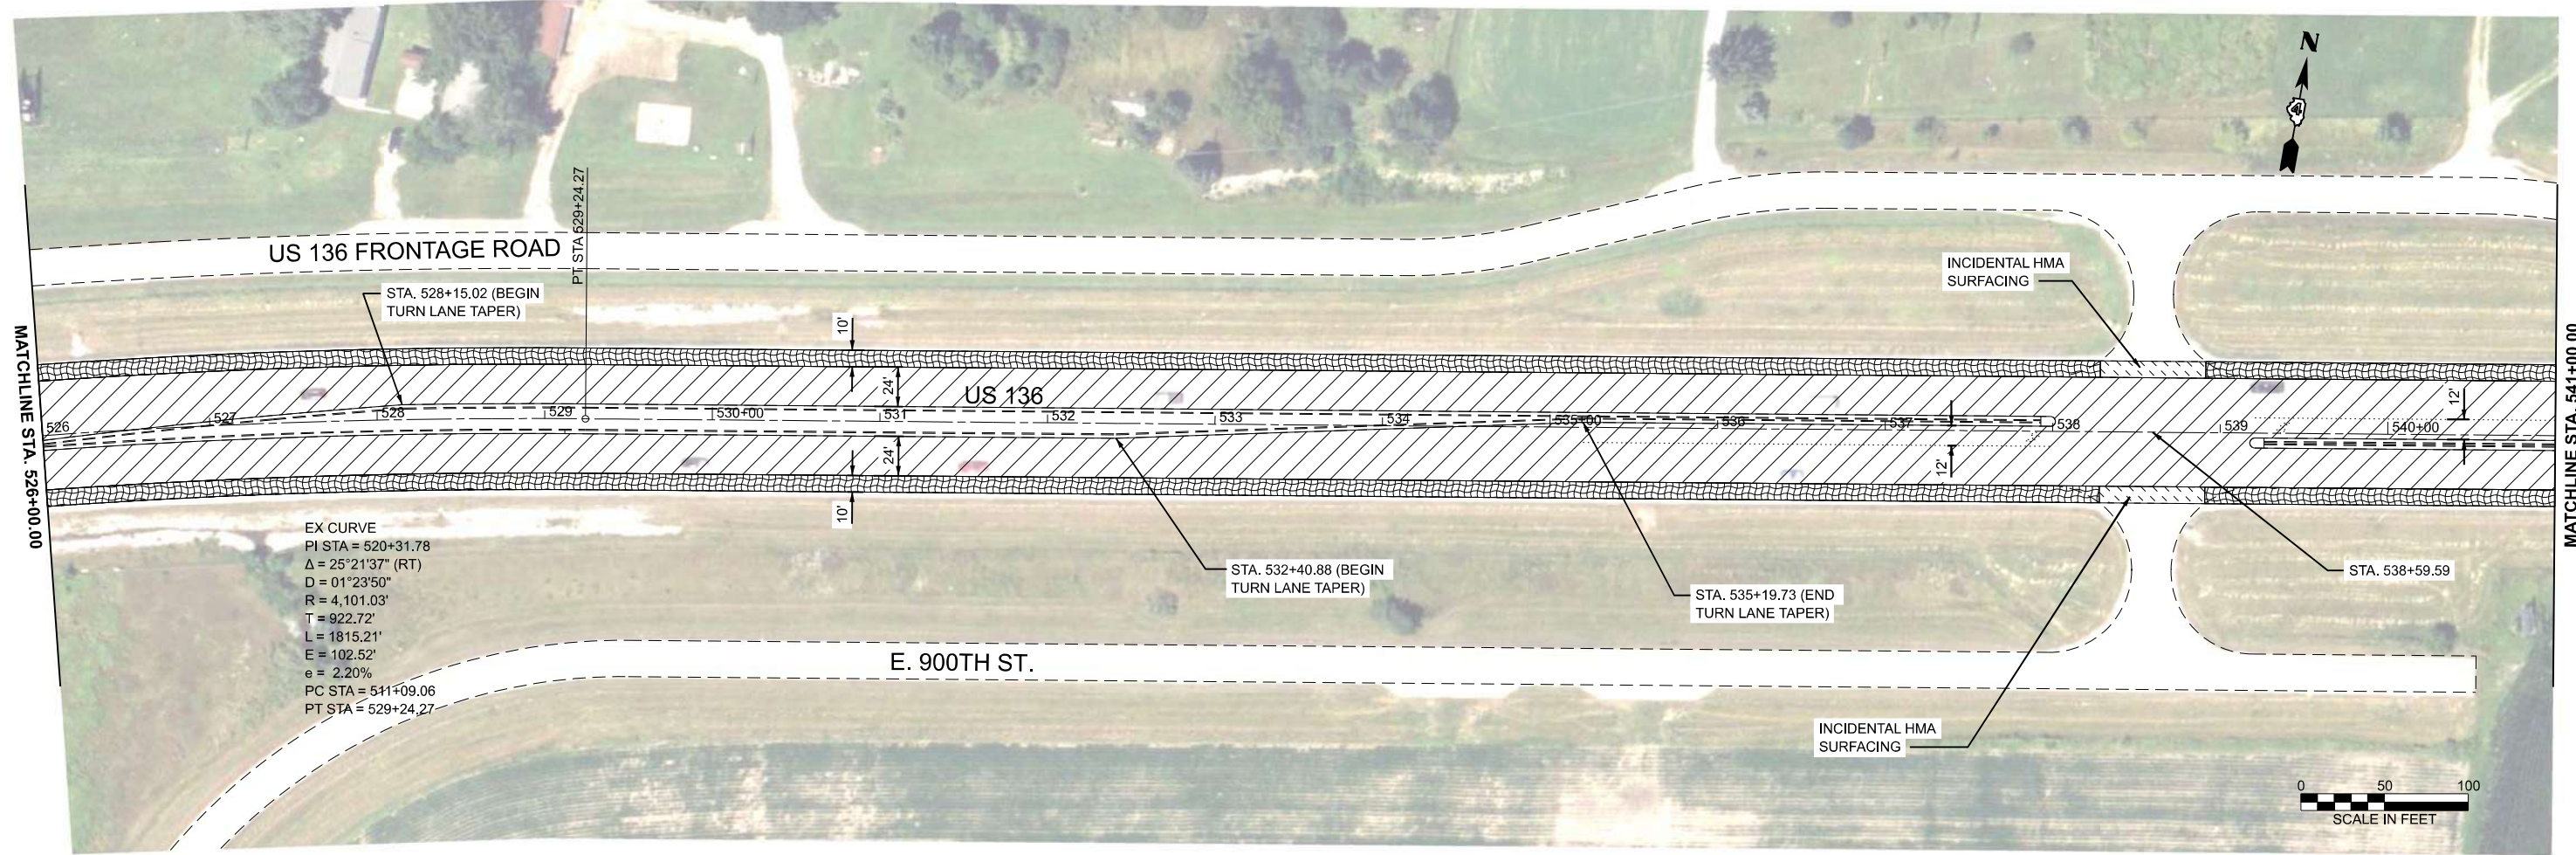 N
4
US 136 FRONTAGE ROAD
PT STA 529+24.27
STA. 528+15.02 (BEGIN
TURN LANE TAPER)
INCIDENTAL HMA
SURFACING
10'
24'
US 136
12'
12'
526
527
528
529
530+00
531
532
533
534
535+00
536
537
538
539
540+00
24'
10'
MATCHLINE STA. 526+00.00
MATCHLINE STA. 541+00.00
EX CURVE
PI STA = 520+31.78
Δ = 25°21'37" (RT)
D = 01°23'50"
R = 4,101.03'
T = 922.72'
L = 1815.21'
E = 102.52'
e = 2.20%
PC STA = 511+09.06
PT STA = 529+24.27
STA. 532+40.88 (BEGIN
TURN LANE TAPER)
STA. 535+19.73 (END
TURN LANE TAPER)
STA. 538+59.59
E. 900TH ST.
INCIDENTAL HMA
SURFACING
0 50 100
SCALE IN FEET